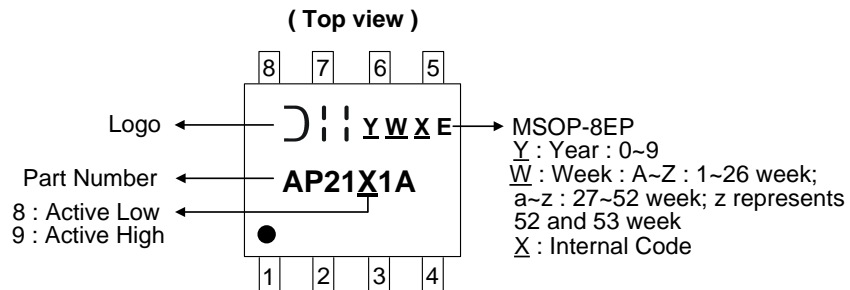 ( Top view )
8 7 6 5
Logo
Y W X E
MSOP-8EP
Y : Year : 0~9
W : Week : A~Z : 1~26 week;
a~z : 27~52 week; z represents
52 and 53 week
X : Internal Code
Part Number
AP21X1A
8 : Active Low
9 : Active High
1 2 3 4